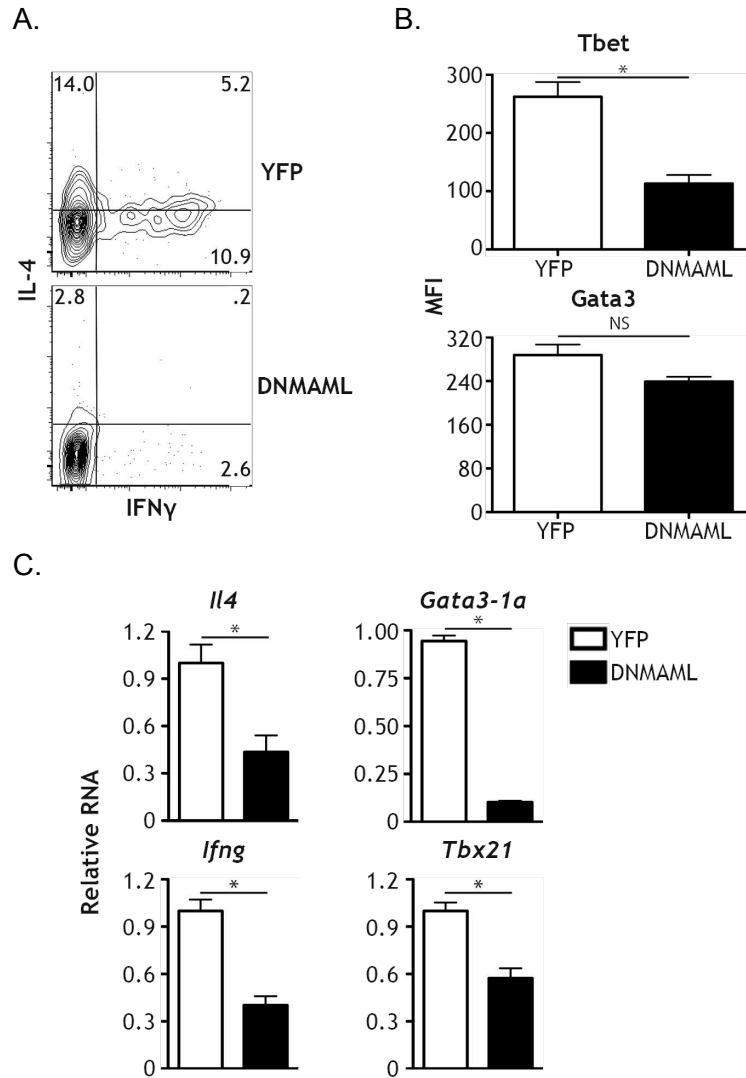 A.
14.0 5.2
YFP
10.9
IL-4
2.8 .2
DNMAML
2.6
IFNγ
B.
Tbet
300
*
200
100
0
YFP DNMAML
MFI
Gata3
320
NS
240
160
80
0
YFP DNMAML
C.
Il4
1.2
*
0.9
0.6
0.3
0
Gata3-1a
1.00
*
0.75
0.50
0.25
0
YFP
DNMAML
Relative RNA
Ifng
1.2
*
0.9
0.6
0.3
0
Tbx21
1.2
*
0.9
0.6
0.3
0